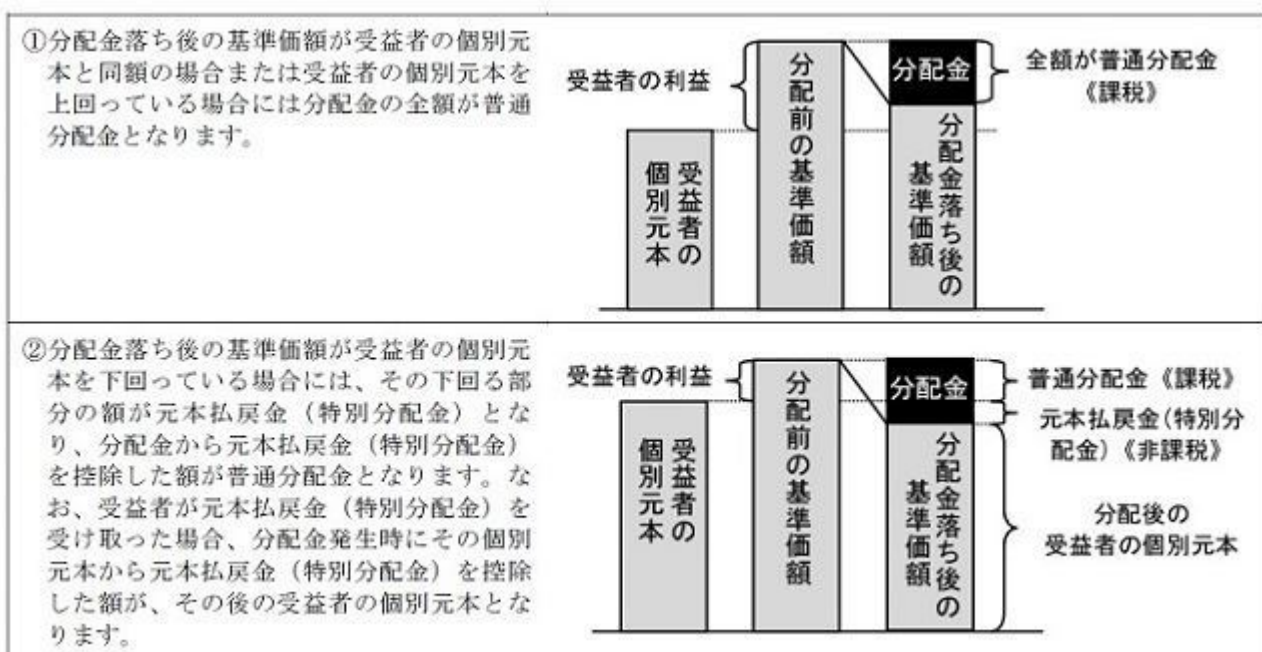 ①分配金落ち後の基準価額が受益者の個別元
本と同額の場合または受益者の個別元本を
上回っている場合には分配金の全額が普通
分配金となります。
受益者の利益
受益者の
個別元本
分配前の基準価額
分配金
分配金落ち後の
基準価額
全額が普通分配金
《課税》
②分配金落ち後の基準価額が受益者の個別元
本を下回っている場合には、その下回る部
分の額が元本払戻金（特別分配金）とな
り、分配金から元本払戻金（特別分配金）
を控除した額が普通分配金となります。な
お、受益者が元本払戻金（特別分配金）を
受け取った場合、分配金発生時にその個別
元本から元本払戻金（特別分配金）を控除
した額が、その後の受益者の個別元本とな
ります。
受益者の利益
受益者の
個別元本
分配前の基準価額
分配金
分配金落ち後の
基準価額
普通分配金《課税》
元本払戻金(特別分
配金)《非課税》
分配後の
受益者の個別元本